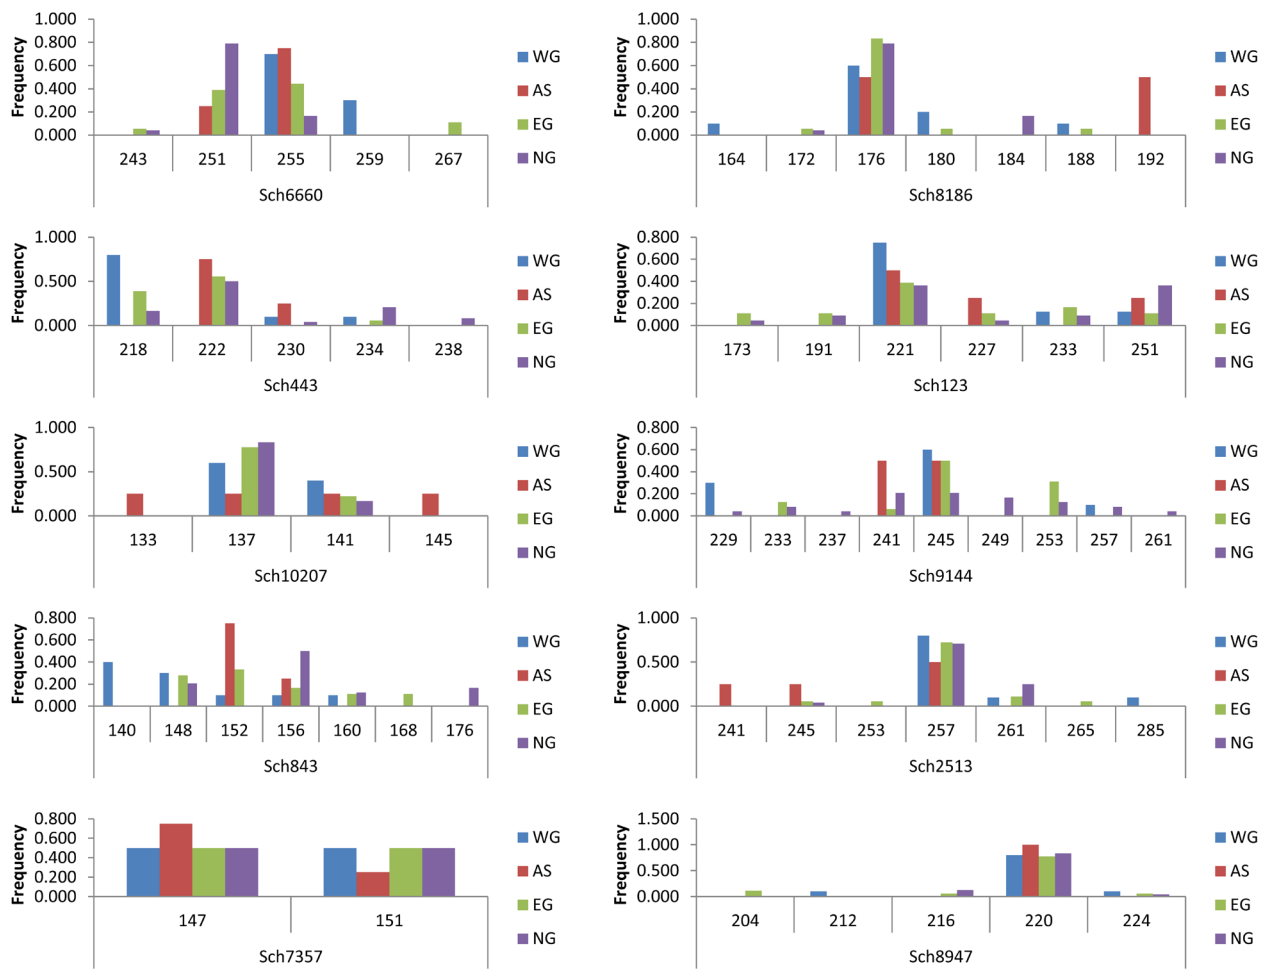 Frequency
1.000
0.800
0.600
0.400
0.200
0.000
243 251 255 259 267
Sch6660
WG
AS
EG
NG
Frequency
1.000
0.800
0.600
0.400
0.200
0.000
164 172 176 180 184 188 192
Sch8186
WG
AS
EG
NG
Frequency
1.000
0.500
0.000
218 222 230 234 238
Sch443
WG
AS
EG
NG
Frequency
0.800
0.600
0.400
0.200
0.000
173 191 221 227 233 251
Sch123
WG
AS
EG
NG
Frequency
1.000
0.500
0.000
133 137 141 145
Sch10207
WG
AS
EG
NG
Frequency
0.800
0.600
0.400
0.200
0.000
229 233 237 241 245 249 253 257 261
Sch9144
WG
AS
EG
NG
Frequency
0.800
0.600
0.400
0.200
0.000
140 148 152 156 160 168 176
Sch843
WG
AS
EG
NG
Frequency
1.000
0.500
0.000
241 245 253 257 261 265 285
Sch2513
WG
AS
EG
NG
Frequency
0.800
0.600
0.400
0.200
0.000
147 151
Sch7357
WG
AS
EG
NG
Frequency
1.500
1.000
0.500
0.000
204 212 216 220 224
Sch8947
WG
AS
EG
NG